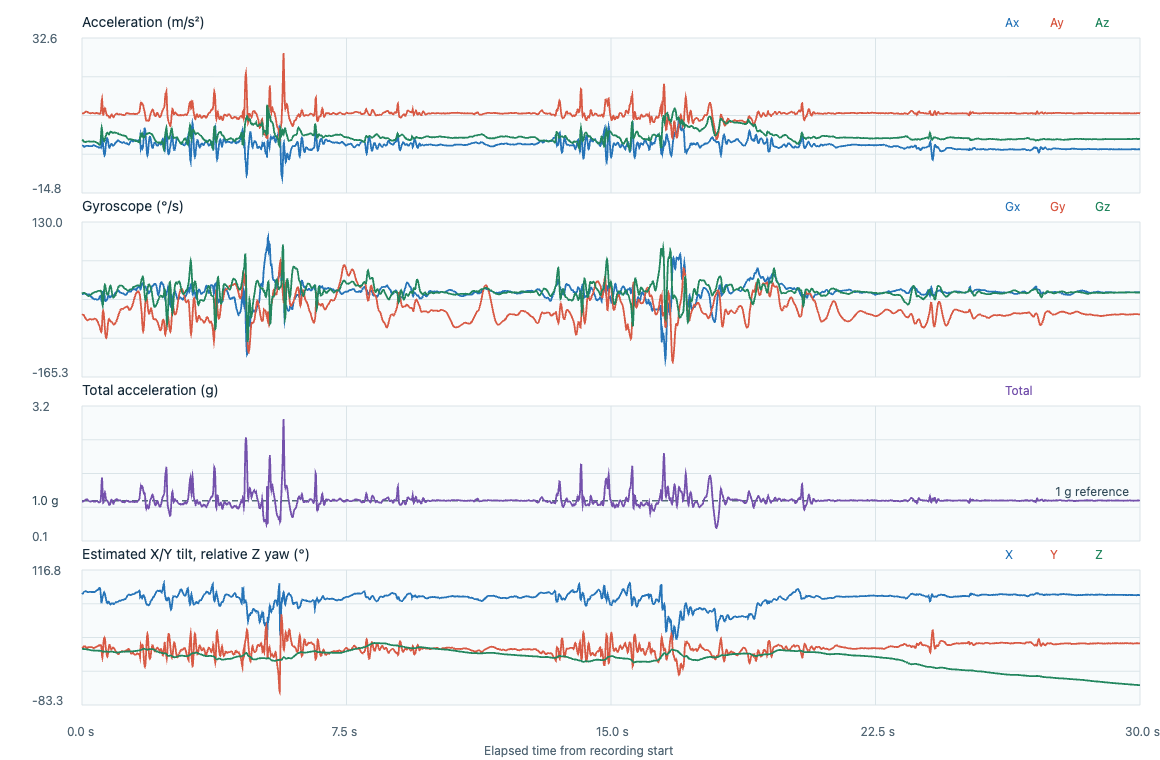 Acceleration (m/s²) Ax Ay Az
32.6
-14.8
Gyroscope (°/s) Gx Gy Gz
130.0
-165.3
Total acceleration (g) Total
3.2
1.0 g
1 g reference
0.1
Estimated X/Y tilt, relative Z yaw (°) X Y Z
116.8
-83.3
0.0 s 7.5 s 15.0 s 22.5 s 30.0 s
Elapsed time from recording start